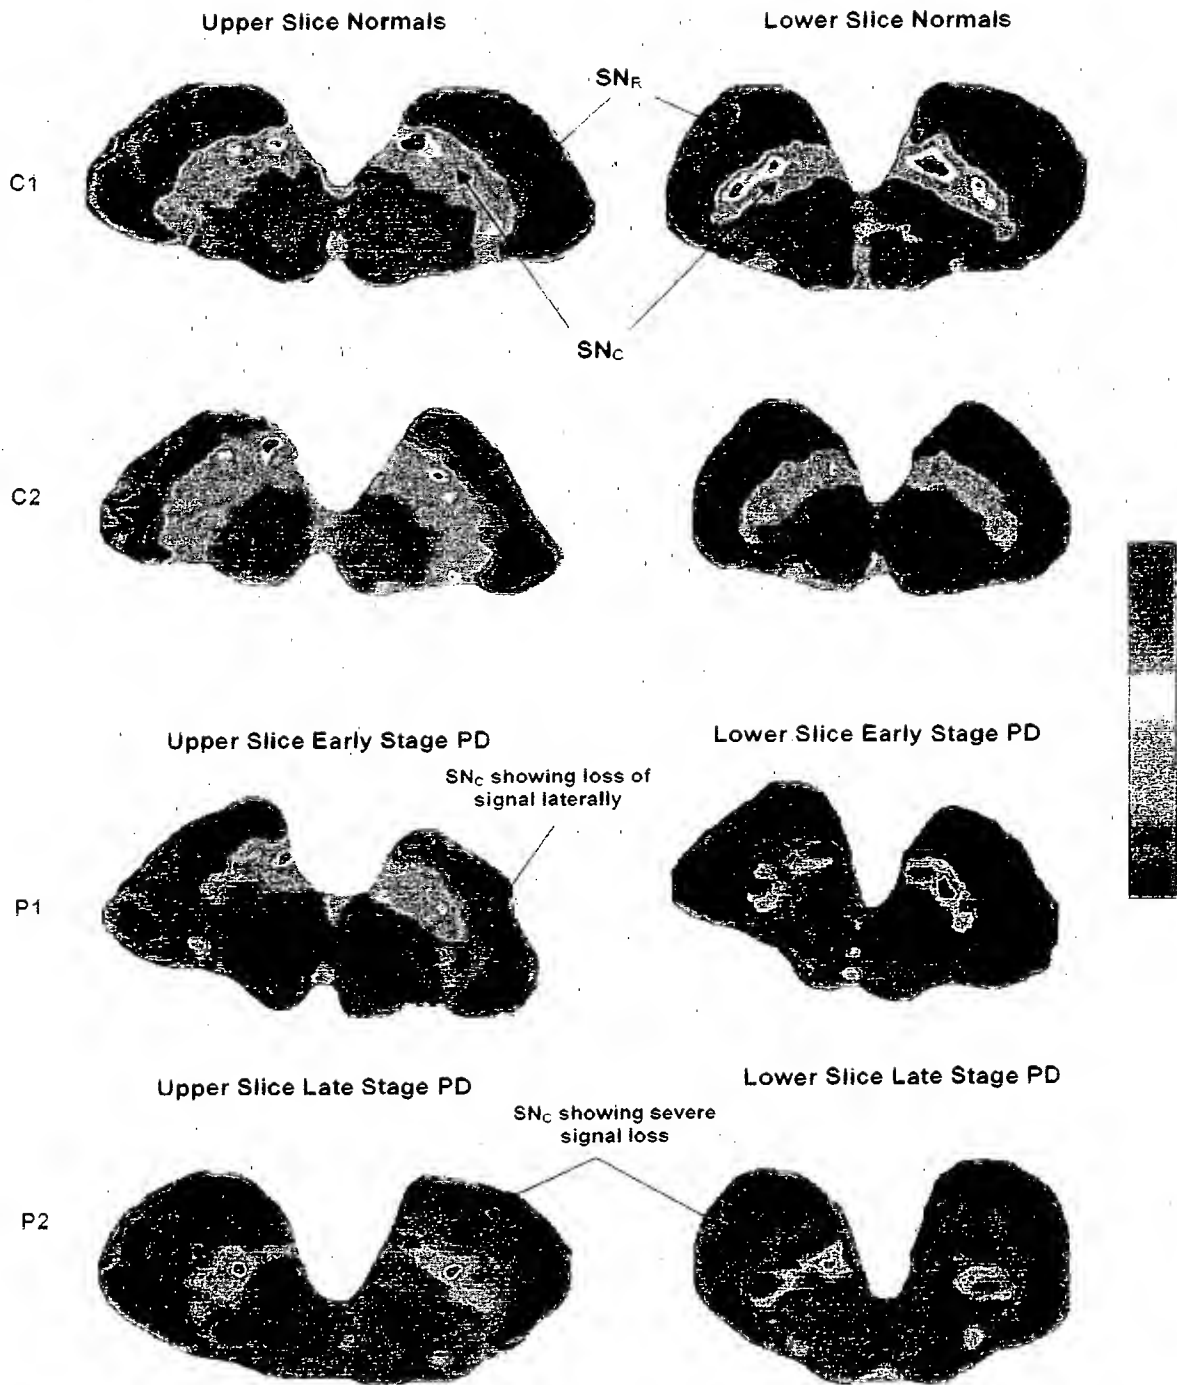 Upper Slice Normals
Lower Slice Normals
SNR
C1
SNC
C2
Upper Slice Early Stage PD
Lower Slice Early Stage PD
SNC showing loss of
signal laterally
P1
Upper Slice Late Stage PD
Lower Slice Late Stage PD
SNC showing severe
signal loss
P2